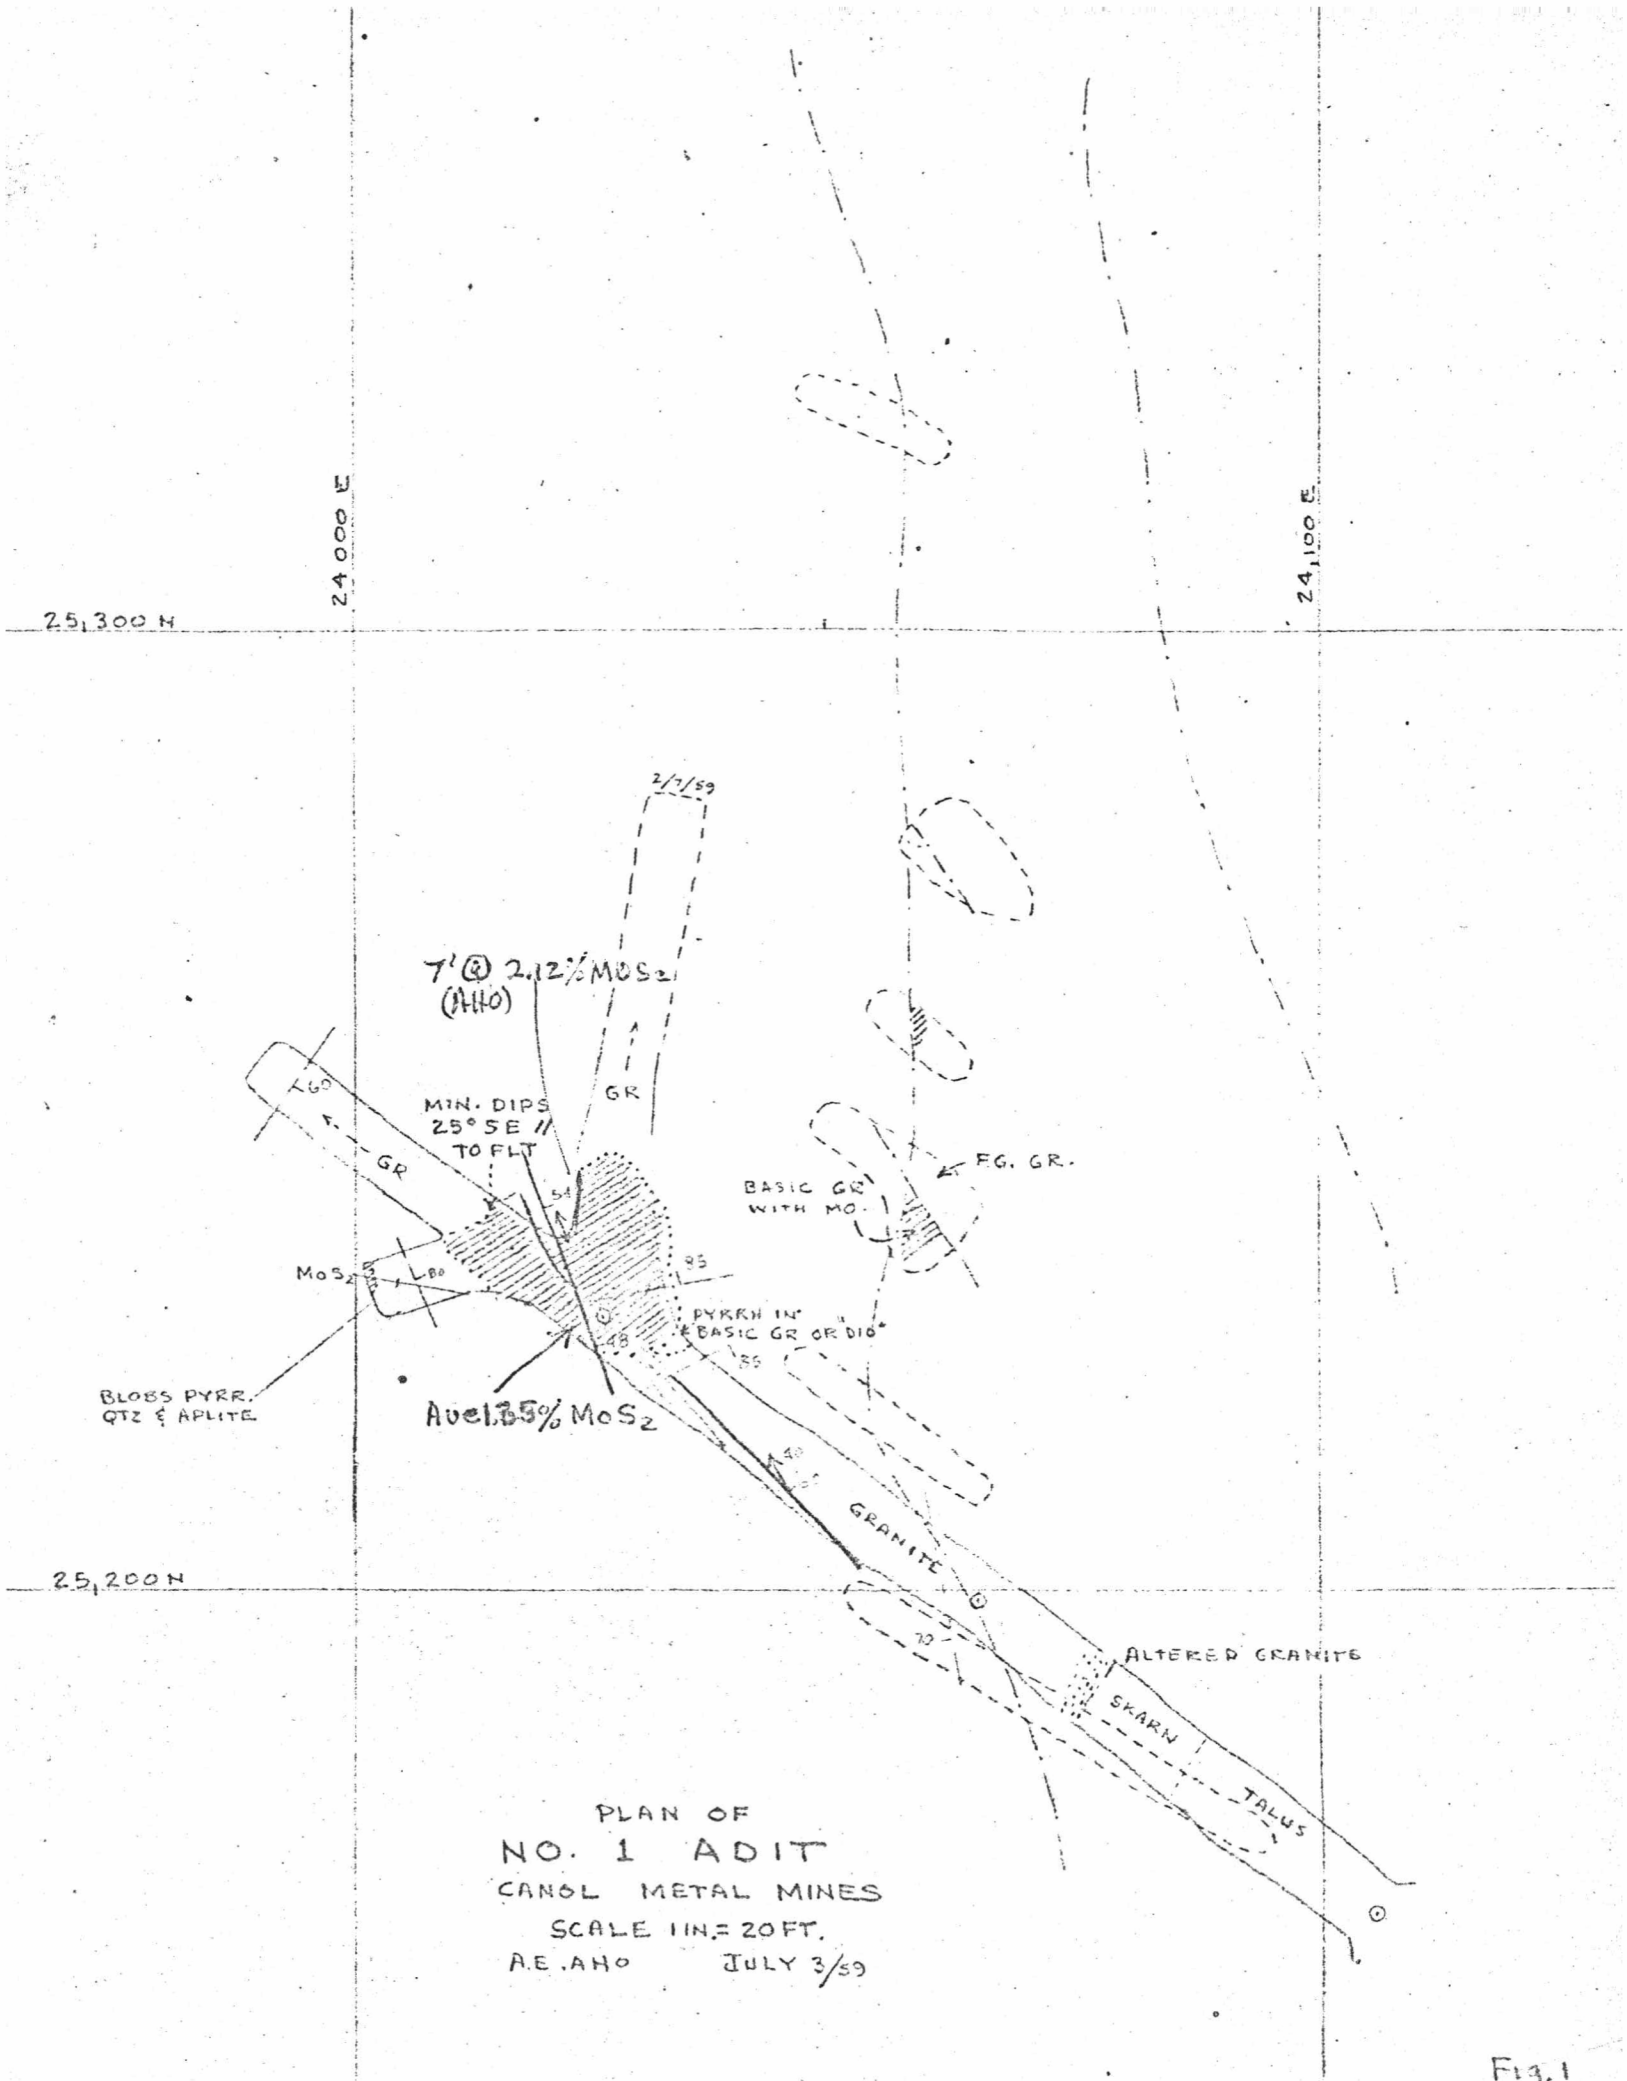 24 000 E
24,100 E
25,300 N
2/7/59
7' @ 2.12% MoS2
(AHO)
GR
60
MIN. DIPS
25° SE //
TO FLT
GR
F.G. GR.
BASIC GR
WITH MO.
MoS2
80
85
PYRRH IN
BASIC GR OR "DIO"
48
85
BLOBS PYRR.
QTZ & APLITE
Ave 1.35% MoS2
40
GRANITE
25,200 N
70
ALTERED GRANITE
SKARN
TALUS
PLAN OF
NO. 1 ADIT
CANOL METAL MINES
SCALE 1 IN. = 20 FT.
A.E. AHO JULY 3/59
Fig. 1